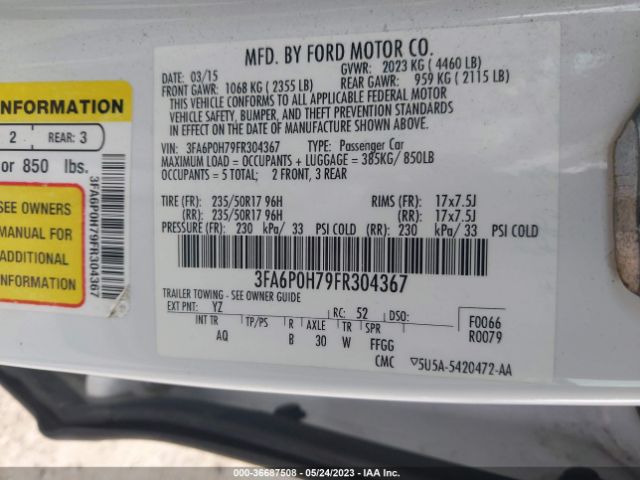 MFD. BY FORD MOTOR CO.
DATE: 03/15 GVWR: 2023 KG ( 4460 LB)
FRONT GAWR: 1068 KG ( 2355 LB) REAR GAWR: 959 KG ( 2115 LB)
THIS VEHICLE CONFORMS TO ALL APPLICABLE FEDERAL MOTOR
VEHICLE SAFETY, BUMPER, AND THEFT PREVENTION STANDARDS
IN EFFECT ON THE DATE OF MANUFACTURE SHOWN ABOVE.
VIN: 3FA6P0H79FR304367 TYPE: Passenger Car
MAXIMUM LOAD = OCCUPANTS + LUGGAGE = 385KG/ 850LB
OCCUPANTS = 5 TOTAL; 2 FRONT, 3 REAR
TIRE (FR): 235/50R17 96H RIMS (FR): 17x7.5J
(RR): 235/50R17 96H (RR): 17x7.5J
PRESSURE (FR): 230 kPa/ 33 PSI COLD (RR): 230 kPa/ 33 PSI COLD
3FA6P0H79FR304367
TRAILER TOWING - SEE OWNER GUIDE
EXT PNT: YZ RC: 52 DSO:
INT TR TP/PS R AXLE TR SPR
AQ B 30 W FFGG
F0066
R0079
CMC ▽5U5A-5420472-AA
INFORMATION
2 REAR: 3
or 850 lbs.
SEE OWNERS
MANUAL FOR
ADDITIONAL
3FA6P0H79FR304367
© IAA - 36687508 - 05/24/2023 - IAA Inc.